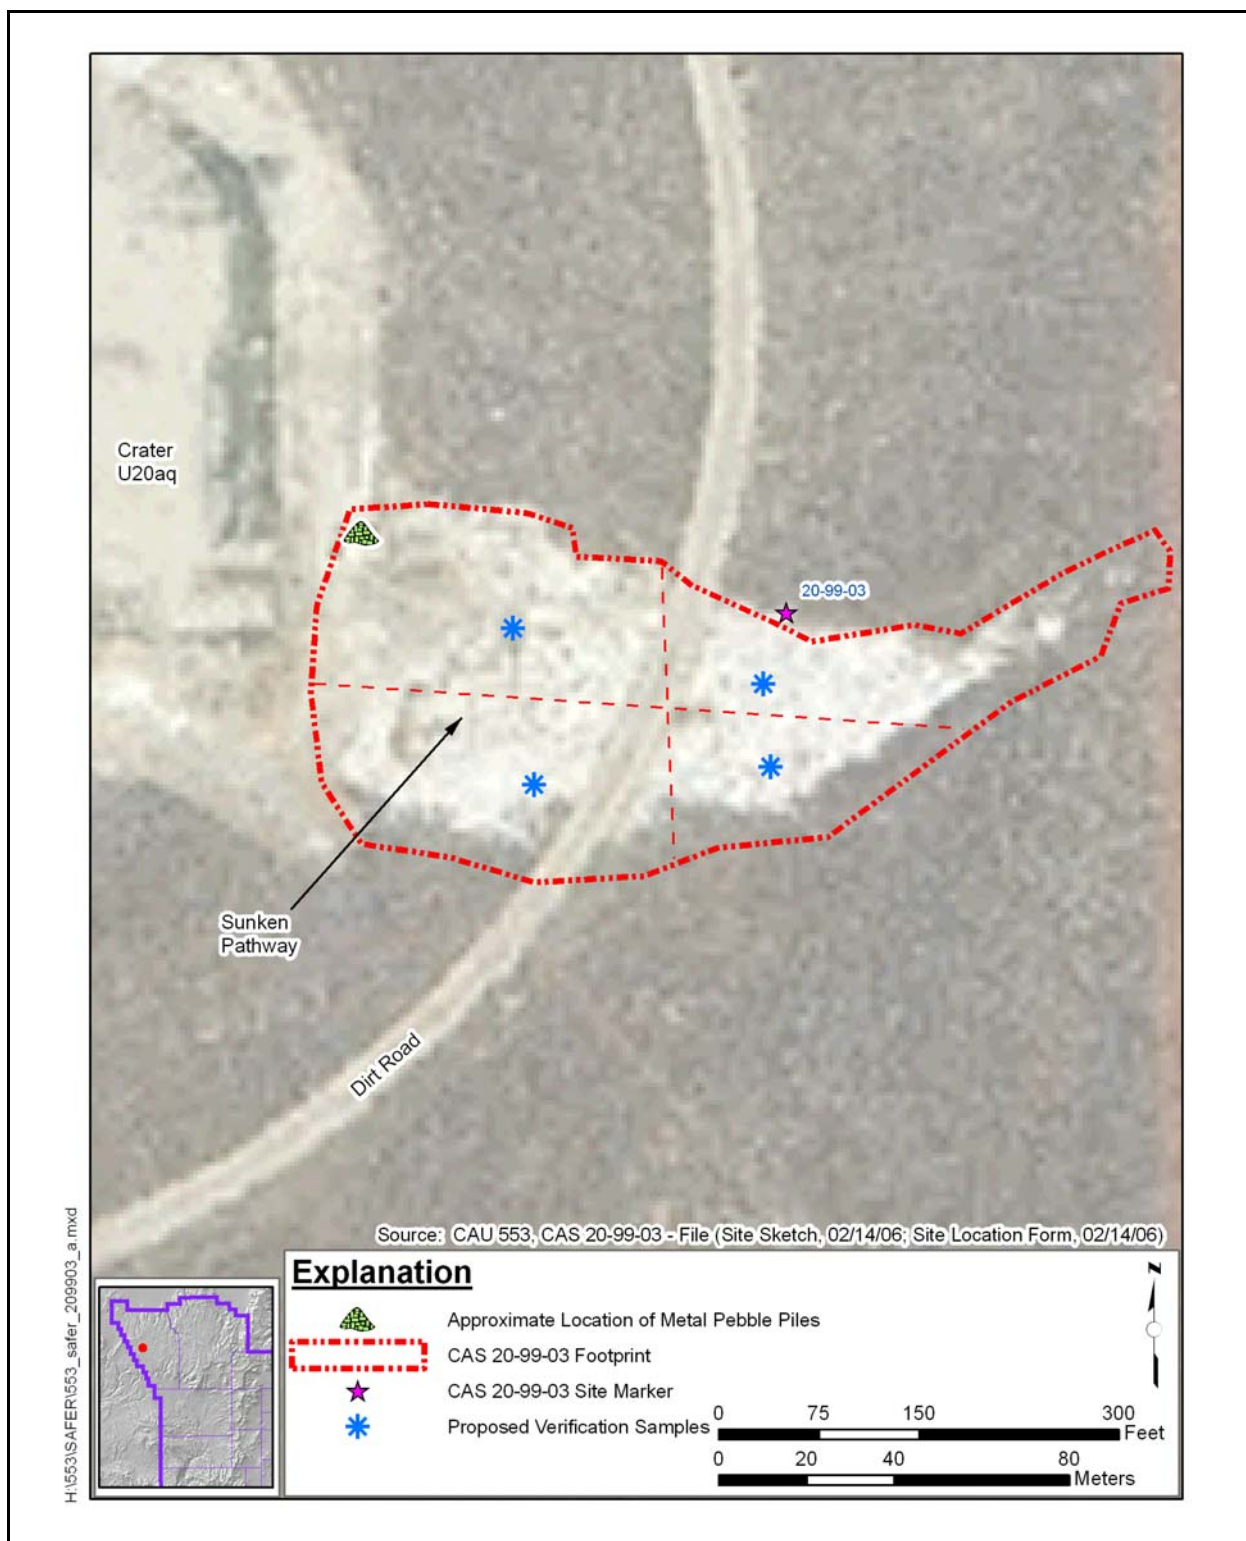 Crater
U20aq
20-99-03
Sunken
Pathway
Dirt Road
Source: CAU 553, CAS 20-99-03 - File (Site Sketch, 02/14/06; Site Location Form, 02/14/06)
H:\553\SAFER\553_safer_209903_a.mxd
Explanation
Approximate Location of Metal Pebble Piles
CAS 20-99-03 Footprint
CAS 20-99-03 Site Marker
Proposed Verification Samples
N
0 75 150 300
Feet
0 20 40 80
Meters